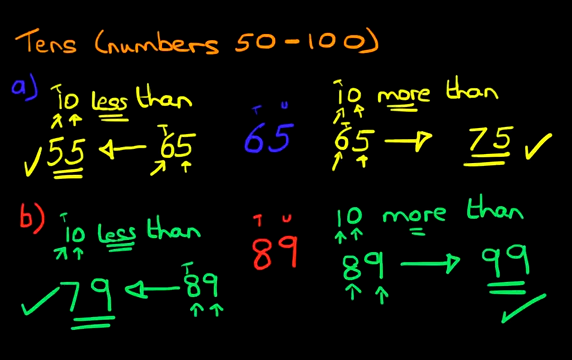 Tens (numbers 50-100)
a)
T
10 less than
T
55 ← 65
T U
65
T
10 more than
T
65 → 75
b)
T
10 less than
T
79 ← 89
T U
89
10 more than
89 → 99